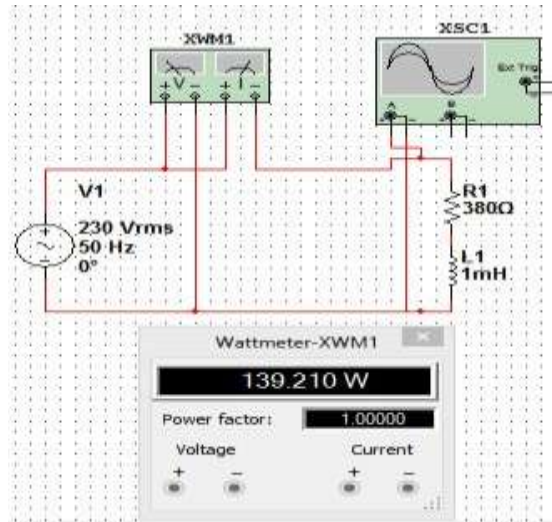 XWM1
XSC1
V
I
Ext Trig
A
B
V1
230 Vrms
50 Hz
0°
R1
380Ω
L1
1mH
Wattmeter-XWM1
139.210 W
Power factor: 1.00000
Voltage Current
+ − + −